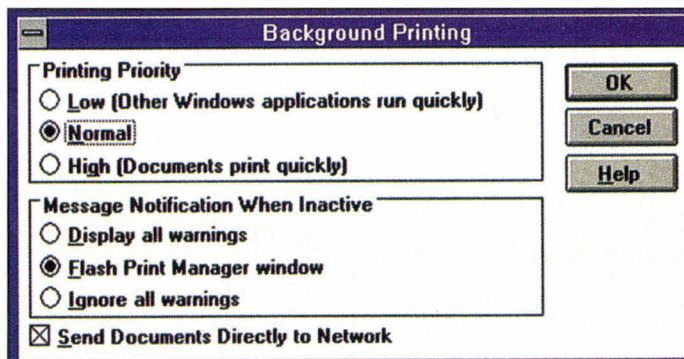 Background Printing
Printing Priority
Low (Other Windows applications run quickly)
Normal
High (Documents print quickly)
OK
Cancel
Help
Message Notification When Inactive
Display all warnings
Flash Print Manager window
Ignore all warnings
Send Documents Directly to Network